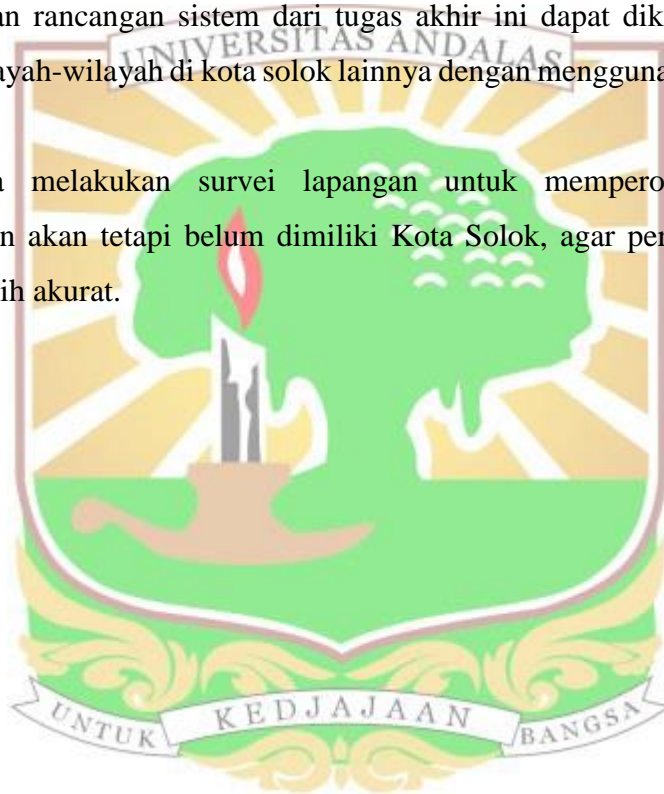 an rancangan sistem dari tugas akhir ini dapat dik
UNIVERSITAS ANDALAS
ayah-wilayah di kota solok lainnya dengan mengguna
a melakukan survei lapangan untuk mempero
n akan tetapi belum dimiliki Kota Solok, agar per
ih akurat.
UNTUK KEDJAJAAN BANGSA